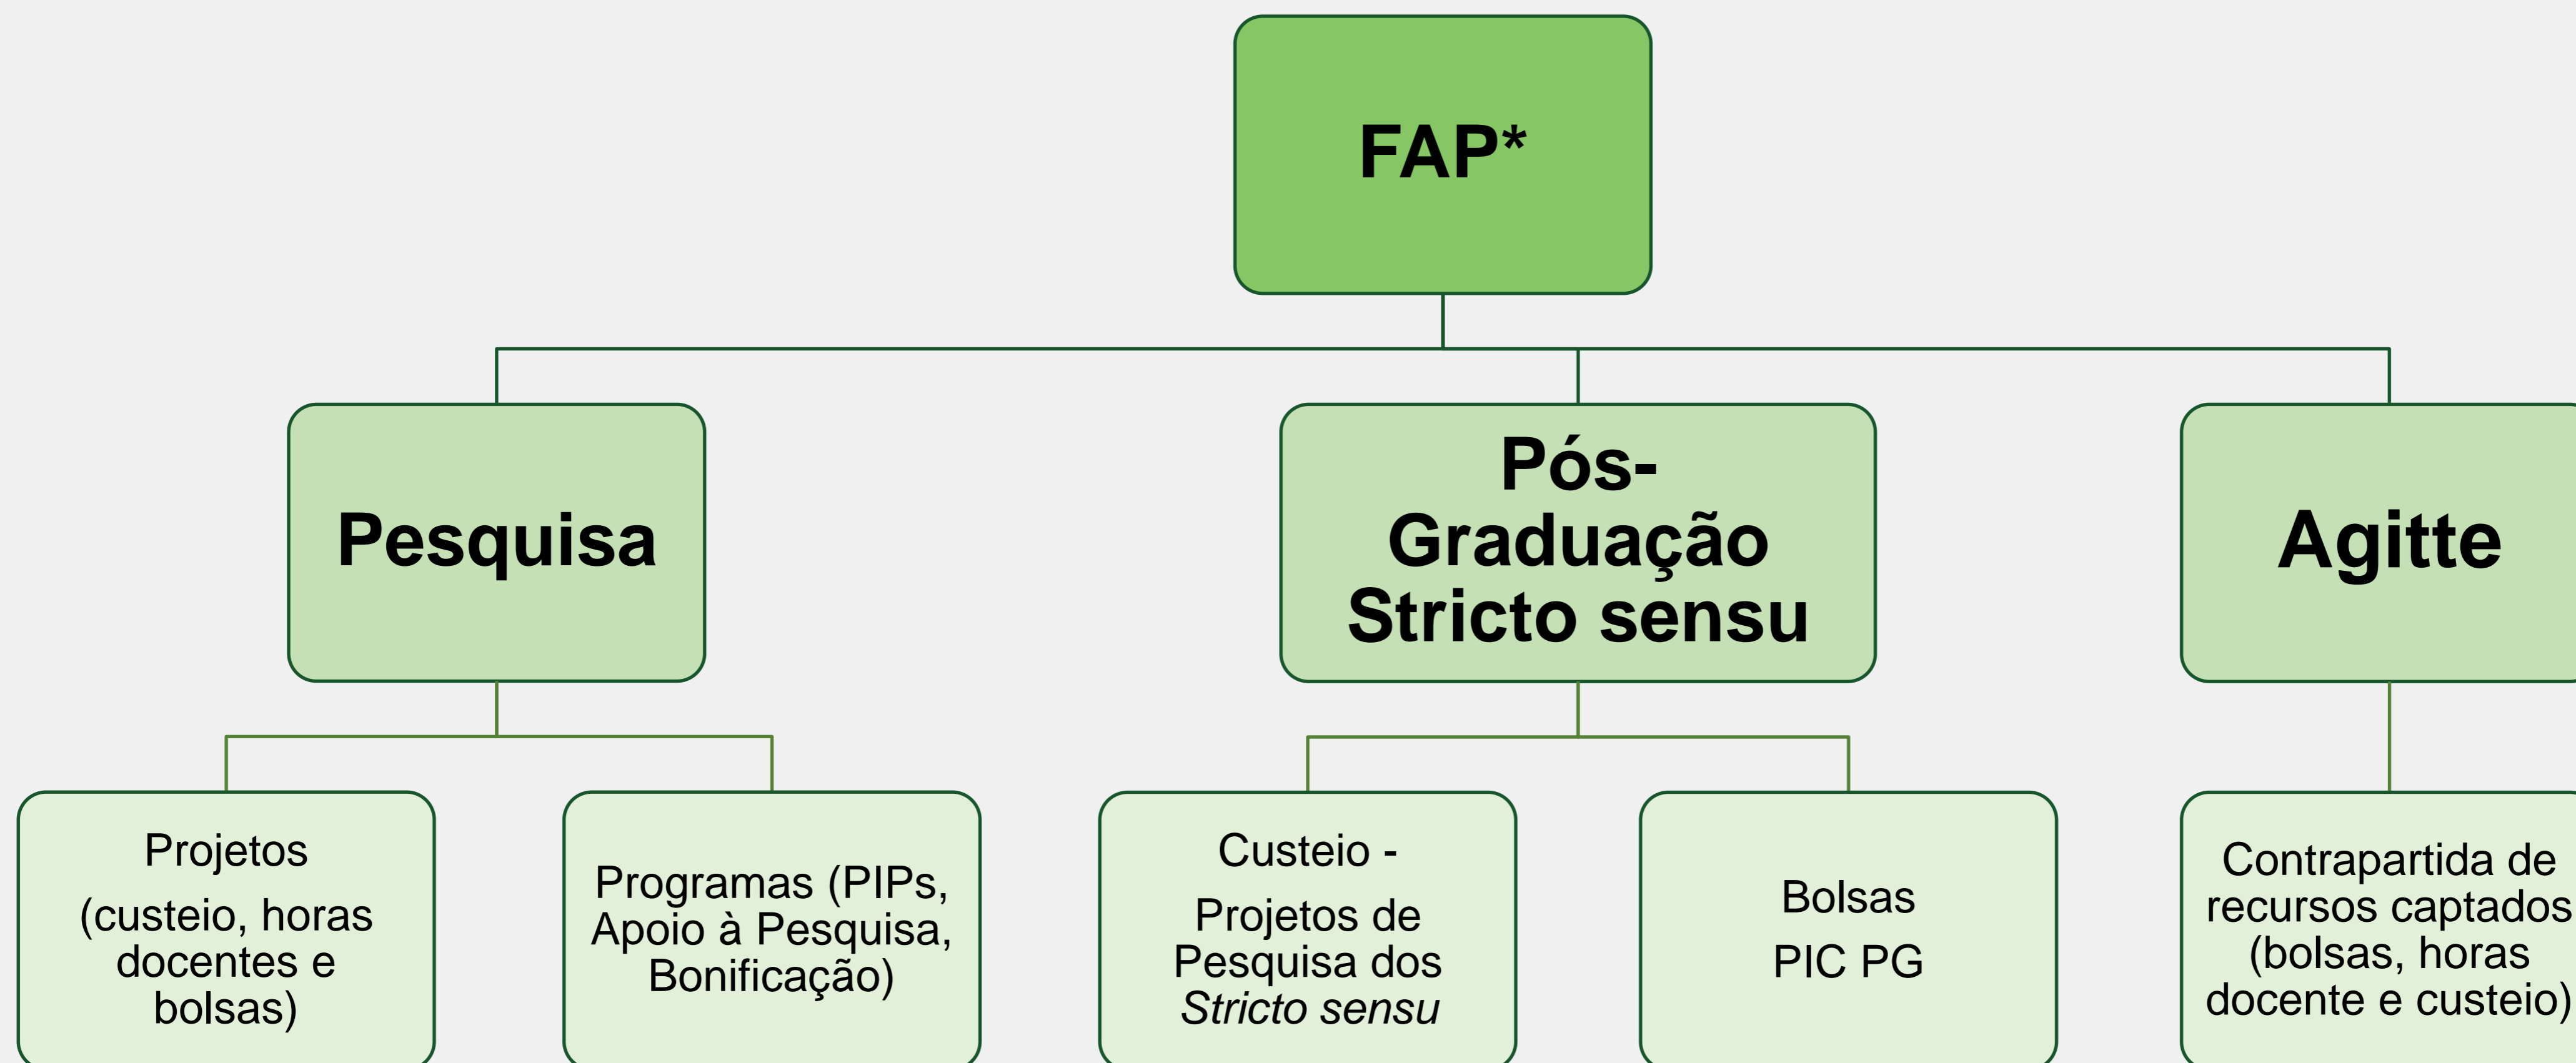 FAP*
Pesquisa
Pós-
Graduação
Stricto sensu
Agitte
Projetos
(custeio, horas
docentes e
bolsas)
Programas (PIPs,
Apoio à Pesquisa,
Bonificação)
Custeio -
Projetos de
Pesquisa dos
Stricto sensu
Bolsas
PIC PG
Contrapartida de
recursos captados
(bolsas, horas
docente e custeio)